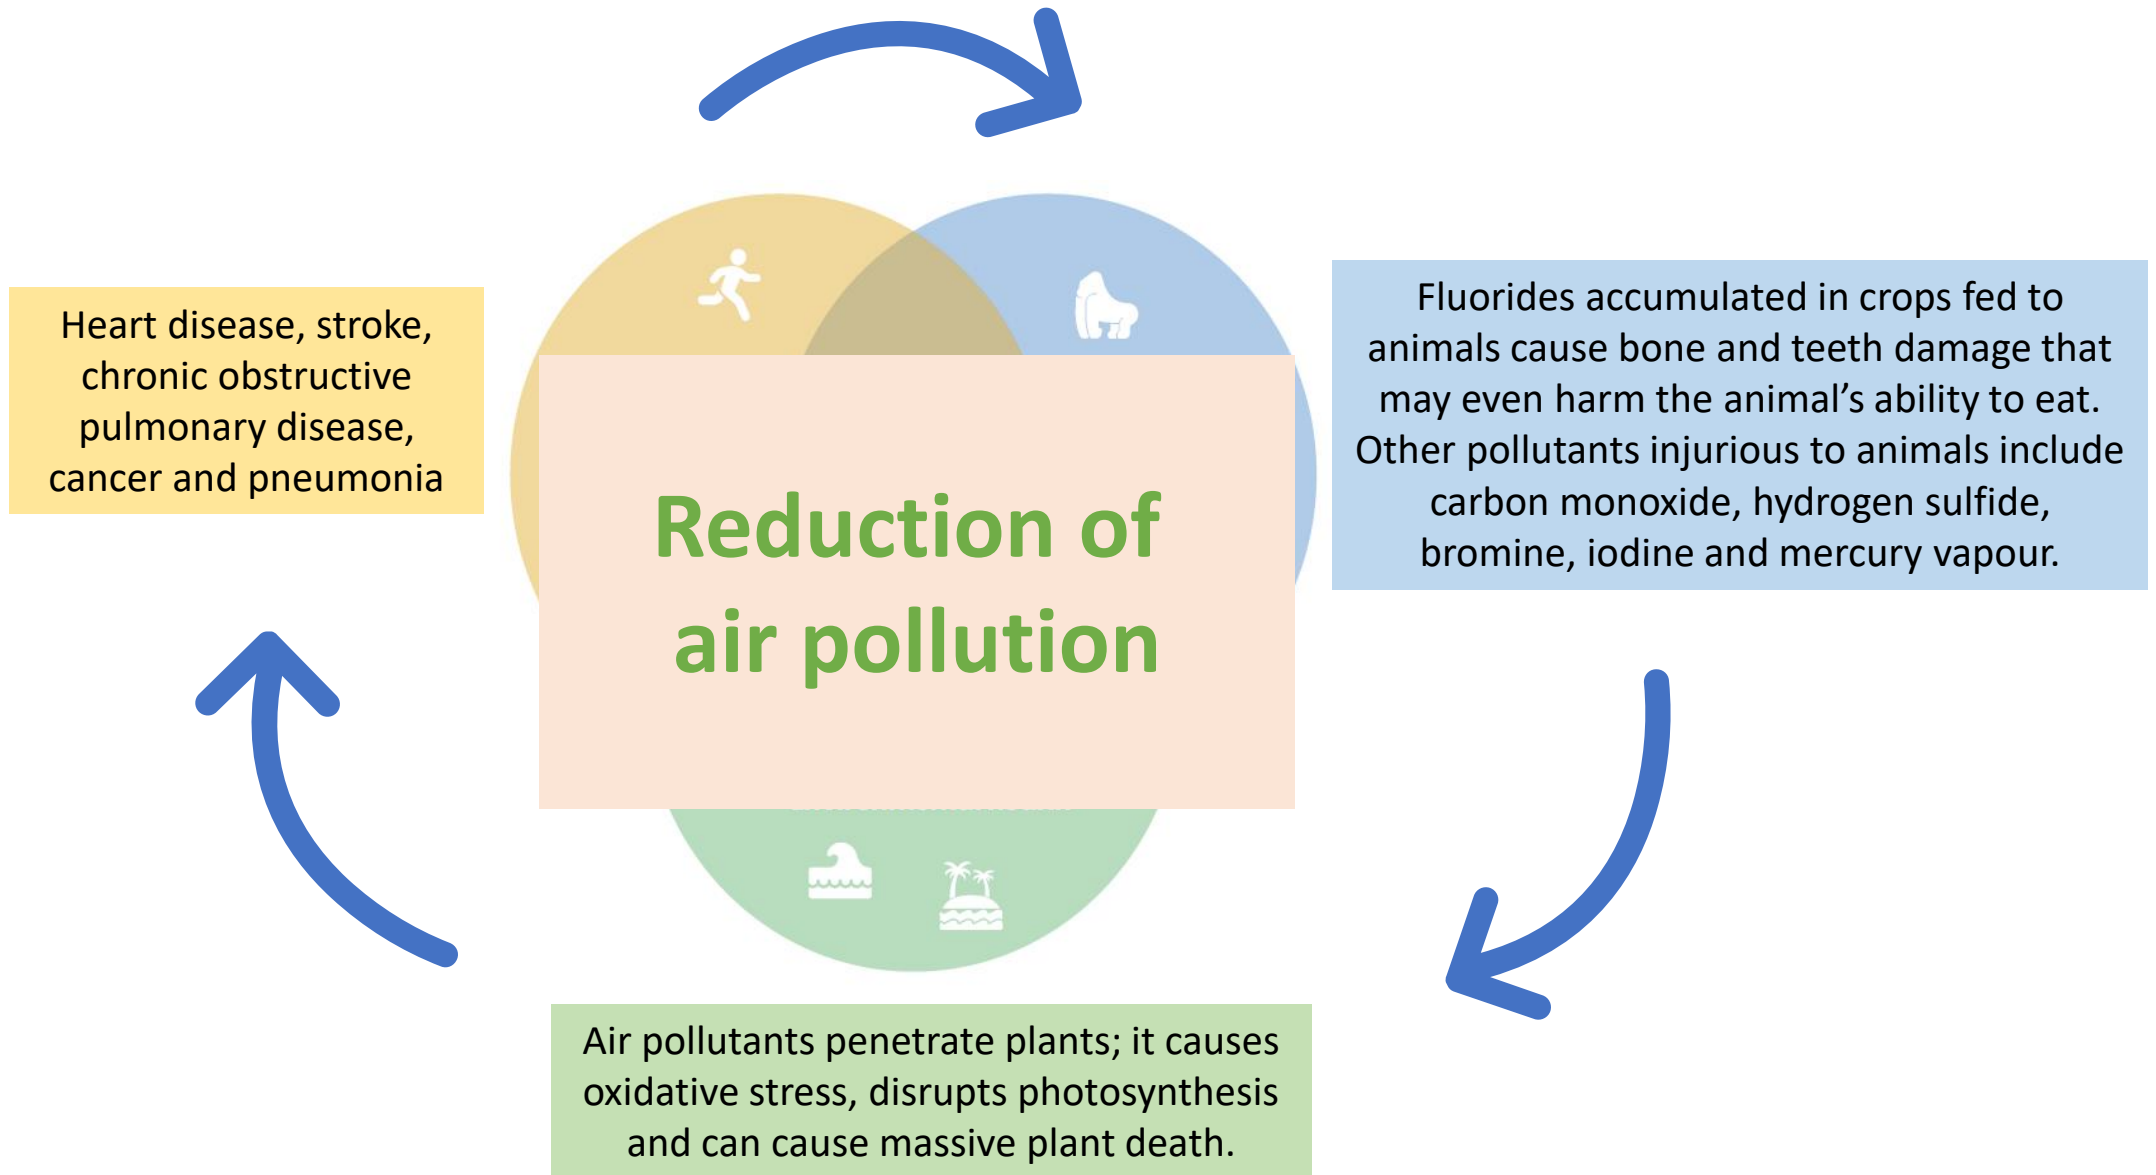 Heart disease, stroke,
chronic obstructive
pulmonary disease,
cancer and pneumonia
Reduction of
air pollution
Fluorides accumulated in crops fed to
animals cause bone and teeth damage that
may even harm the animal’s ability to eat.
Other pollutants injurious to animals include
carbon monoxide, hydrogen sulfide,
bromine, iodine and mercury vapour.
Air pollutants penetrate plants; it causes
oxidative stress, disrupts photosynthesis
and can cause massive plant death.